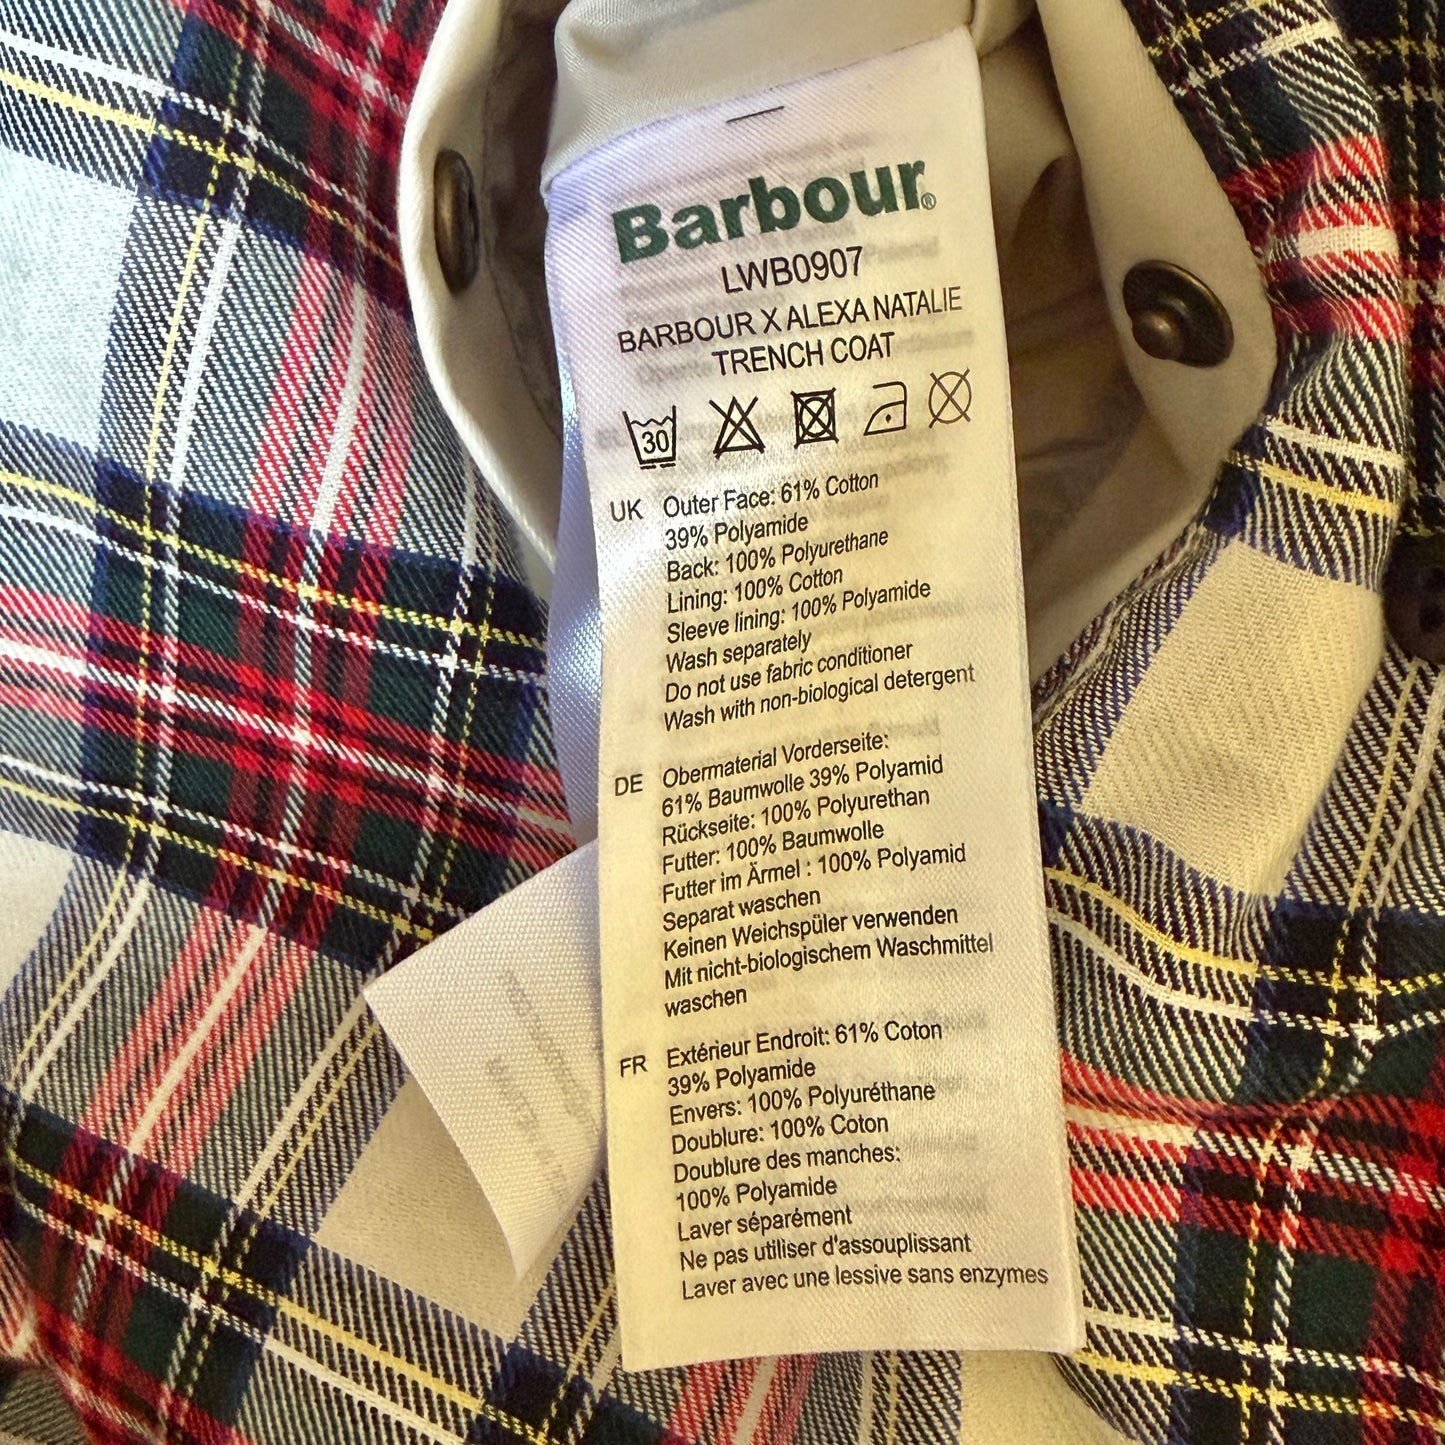 Barbour®
LWB0907
BARBOUR X ALEXA NATALIE
TRENCH COAT
30
UK Outer Face: 61% Cotton
39% Polyamide
Back: 100% Polyurethane
Lining: 100% Cotton
Sleeve lining: 100% Polyamide
Wash separately
Do not use fabric conditioner
Wash with non-biological detergent
DE Obermaterial Vorderseite:
61% Baumwolle 39% Polyamid
Rückseite: 100% Polyurethan
Futter: 100% Baumwolle
Futter im Ärmel : 100% Polyamid
Separat waschen
Keinen Weichspüler verwenden
Mit nicht-biologischem Waschmittel
waschen
FR Extérieur Endroit: 61% Coton
39% Polyamide
Envers: 100% Polyuréthane
Doublure: 100% Coton
Doublure des manches:
100% Polyamide
Laver séparément
Ne pas utiliser d'assouplissant
Laver avec une lessive sans enzymes